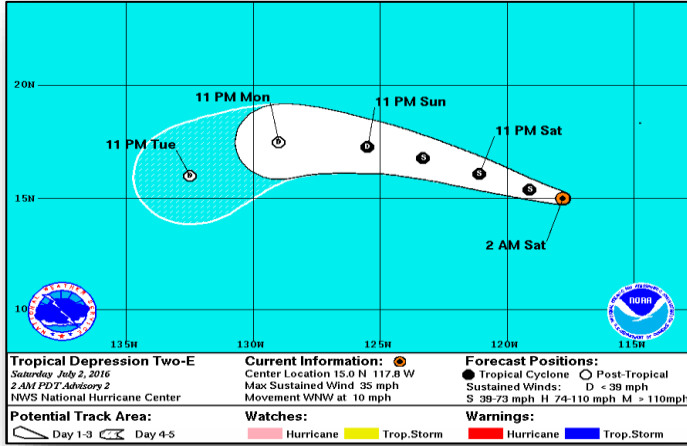 20N
11 PM Mon
11 PM Sun
11 PM Sat
11 PM Tue
D
D
S
S
S
D
15N
2 AM Sat
10
NOAA
135W
130W
125W
120W
115W
Tropical Depression Two-E
Saturday July 2, 2016
2 AM PDT Advisory 2
NWS National Hurricane Center
Current Information:
Center Location 15.0 N 117.8 W
Max Sustained Wind 35 mph
Movement WNW at 10 mph
Forecast Positions:
Tropical Cyclone Post-Tropical
Sustained Winds: D < 39 mph
S 39-73 mph H 74-110 mph M > 110mph
Potential Track Area:
Day 1-3 Day 4-5
Watches:
Hurricane Trop.Storm
Warnings:
Hurricane Trop.Storm